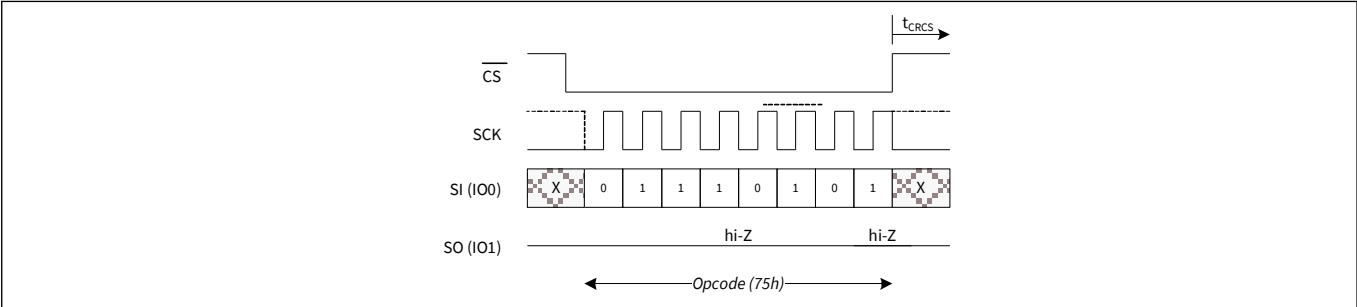 tCRCS
CS
SCK
SI (IO0) X 0 1 1 1 0 1 0 1 X
hi-Z hi-Z
SO (IO1)
Opcode (75h)